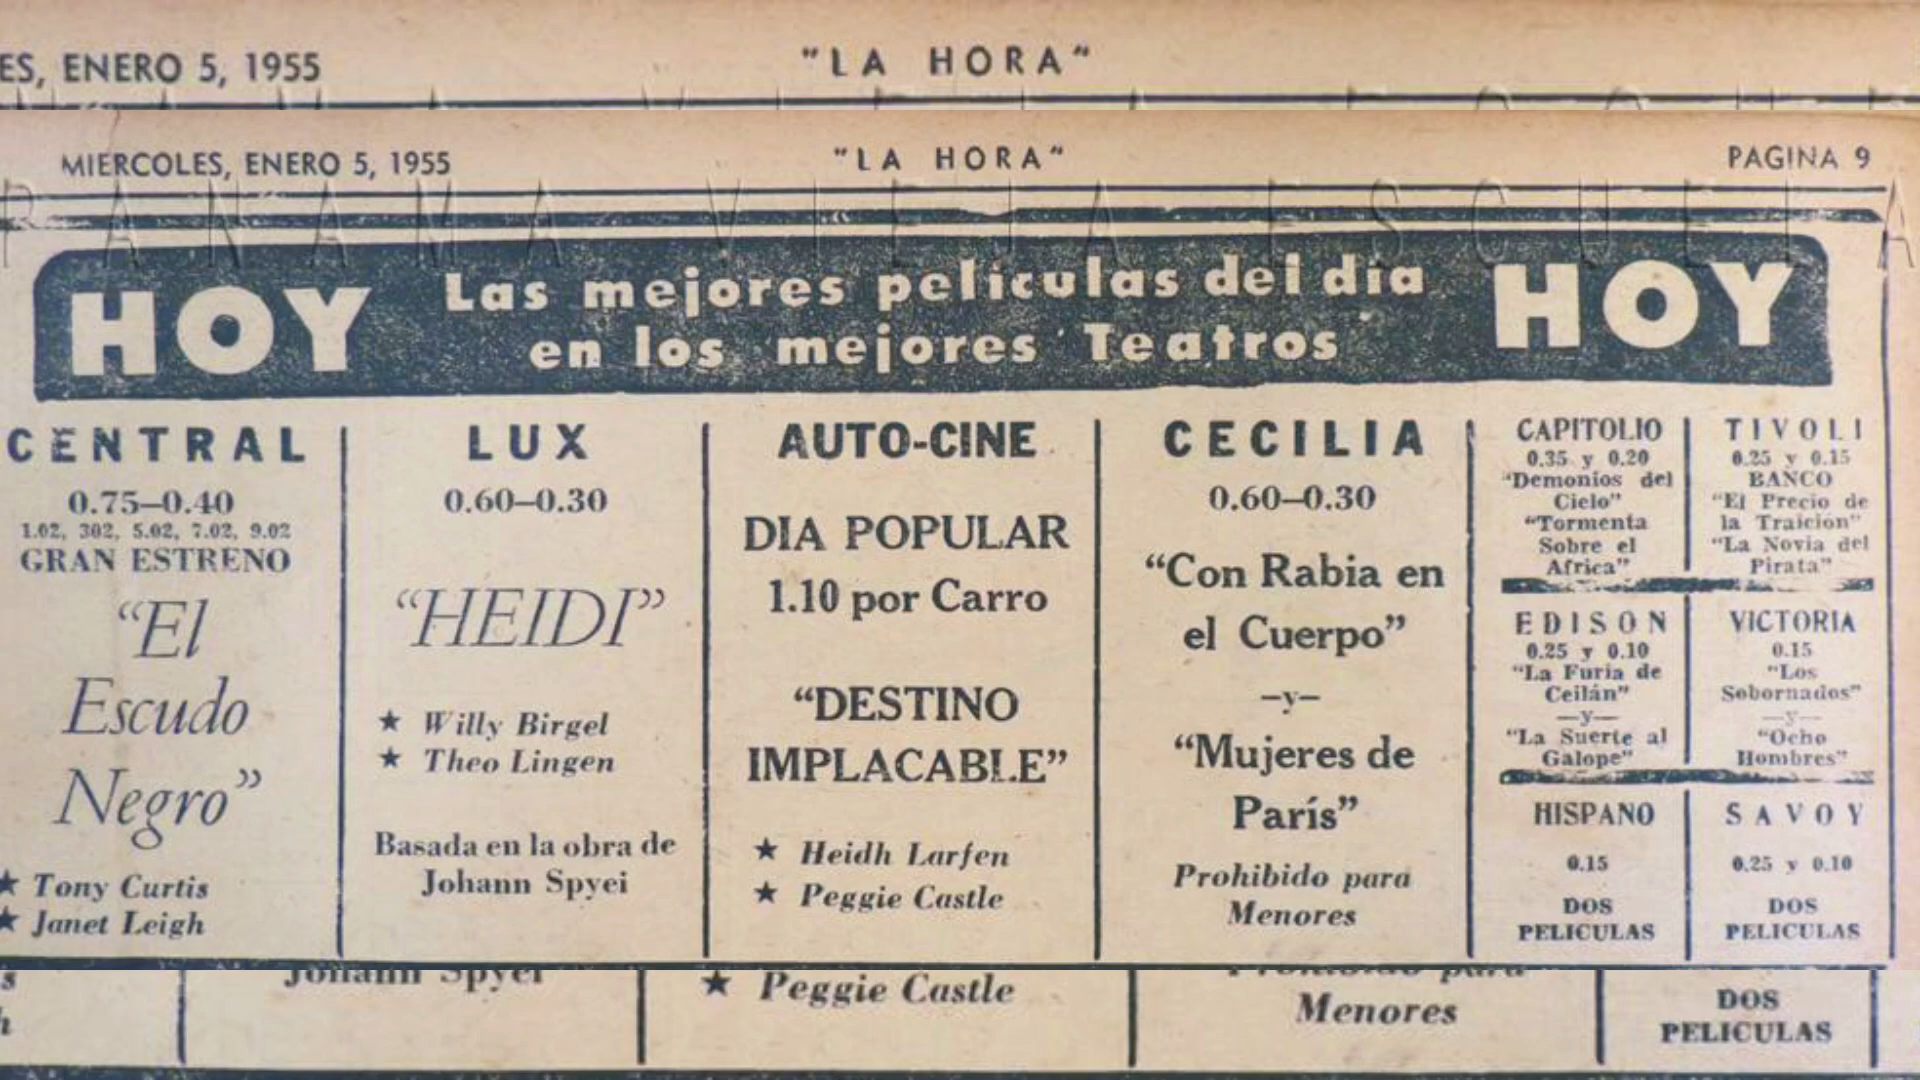 ES, ENERO 5, 1955
"LA HORA"
MIERCOLES, ENERO 5, 1955
"LA HORA"
PAGINA 9
PANAMA VIEJA ESCUELA
HOY
Las mejores peliculas del dia
en los mejores Teatros
HOY
CENTRAL
0.75—0.40
1.02, 302, 5.02, 7.02, 9.02
GRAN ESTRENO
"El
Escudo
Negro"
★ Tony Curtis
★ Janet Leigh
LUX
0.60—0.30
"HEIDI"
★ Willy Birgel
★ Theo Lingen
Basada en la obra de
Johann Spyei
AUTO-CINE
DIA POPULAR
1.10 por Carro
"DESTINO
IMPLACABLE"
★ Heidh Larfen
★ Peggie Castle
CECILIA
0.60—0.30
"Con Rabia en
el Cuerpo"
—y—
"Mujeres de
París"
Prohibido para
Menores
CAPITOLIO
0.35 y 0.20
"Demonios del
Cielo"
"Tormenta
Sobre el
Africa"
TIVOLI
0.25 y 0.15
BANCO
"El Precio de
la Traición"
"La Novia del
Pirata"
EDISON
0.25 y 0.10
"La Furia de
Ceilán"
—y—
"La Suerte al
Galope"
VICTORIA
0.15
"Los
Sobornados"
—y—
"Ocho
Hombres"
HISPANO
0.15
DOS
PELICULAS
SAVOY
0.25 y 0.10
DOS
PELICULAS
Johann Spyei
★ Peggie Castle
Prohibido para
Menores
DOS
PELICULAS